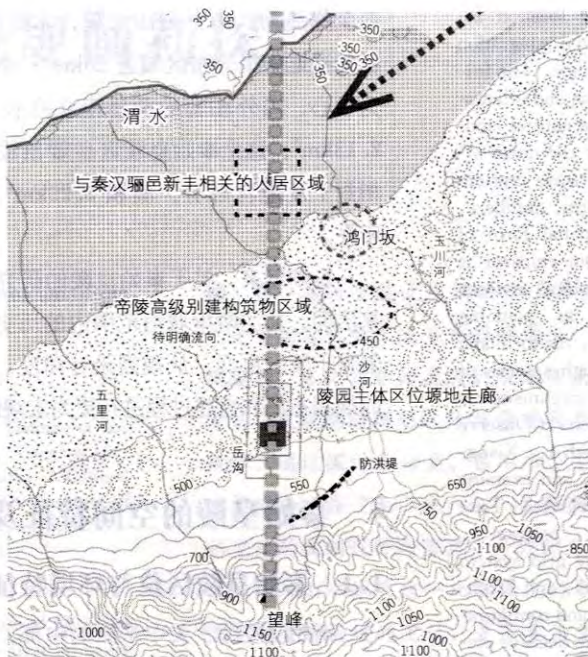 350
350
350
350
350
350
350
350
渭水
与秦汉骊邑新丰相关的人居区域
鸿门坂
玉川河
帝陵高级别建构筑物区域
待明确流向
450
沙河
五里河
陵园主体区位塬地走廊
岳沟
防洪堤
500
550
650
750
700
950
1050
1100
850
1100
900
望峰
1100
1050
1000
1150
1100
1000
1100